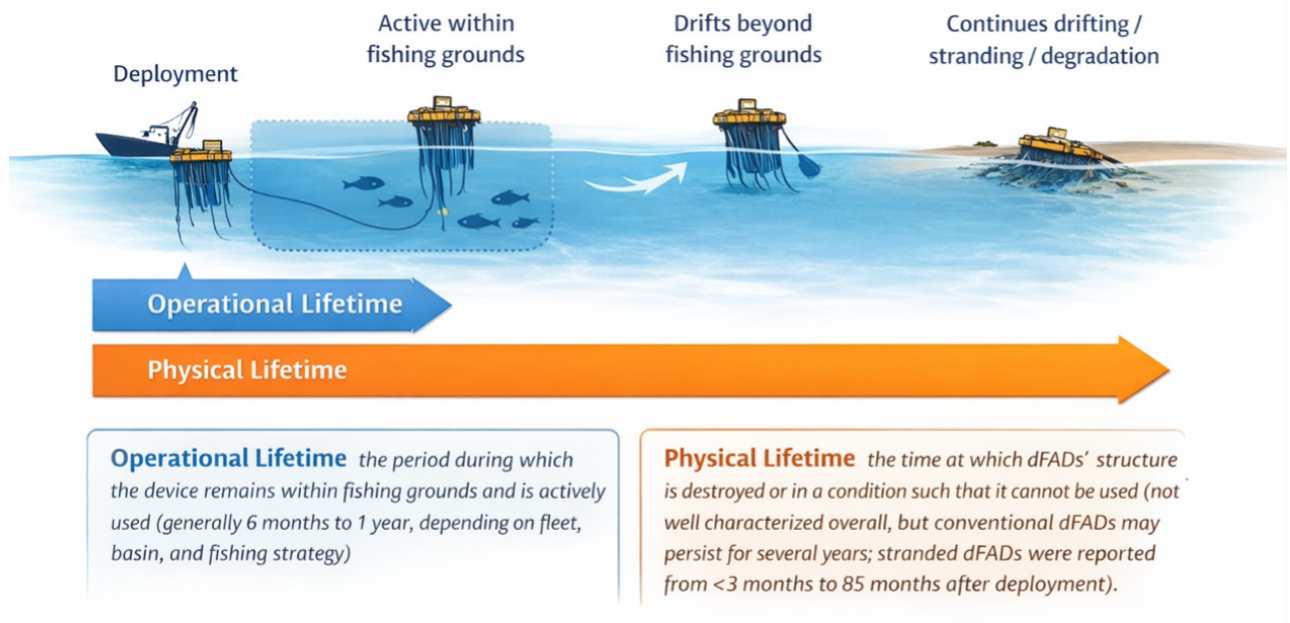 Deployment
Active within
fishing grounds
Drifts beyond
fishing grounds
Continues drifting /
stranding / degradation
Operational Lifetime
Physical Lifetime
Operational Lifetime the period during which
the device remains within fishing grounds and is actively
used (generally 6 months to 1 year, depending on fleet,
basin, and fishing strategy)
Physical Lifetime the time at which dFADs' structure
is destroyed or in a condition such that it cannot be used (not
well characterized overall, but conventional dFADs may
persist for several years; stranded dFADs were reported
from <3 months to 85 months after deployment).